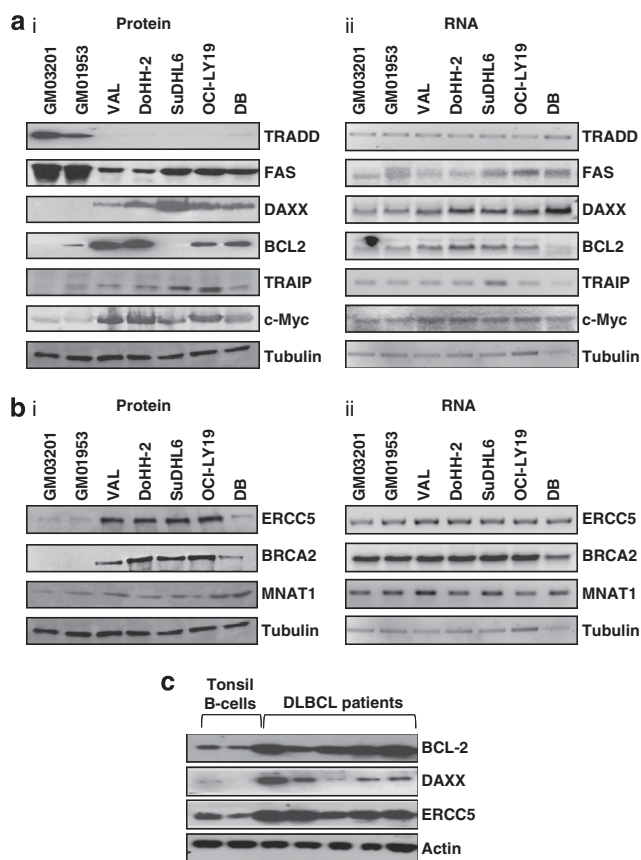 a i Protein
GM03201 GM01953 VAL DoHH-2 SuDHL6 OCI-LY19 DB
TRADD
FAS
DAXX
BCL2
TRAIP
c-Myc
Tubulin
ii RNA
GM03201 GM01953 VAL DoHH-2 SuDHL6 OCI-LY19 DB
TRADD
FAS
DAXX
BCL2
TRAIP
c-Myc
Tubulin
b i Protein
GM03201 GM01953 VAL DoHH-2 SuDHL6 OCI-LY19 DB
ERCC5
BRCA2
MNAT1
Tubulin
ii RNA
GM03201 GM01953 VAL DoHH-2 SuDHL6 OCI-LY19 DB
ERCC5
BRCA2
MNAT1
Tubulin
c
Tonsil
B-cells
DLBCL patients
BCL-2
DAXX
ERCC5
Actin